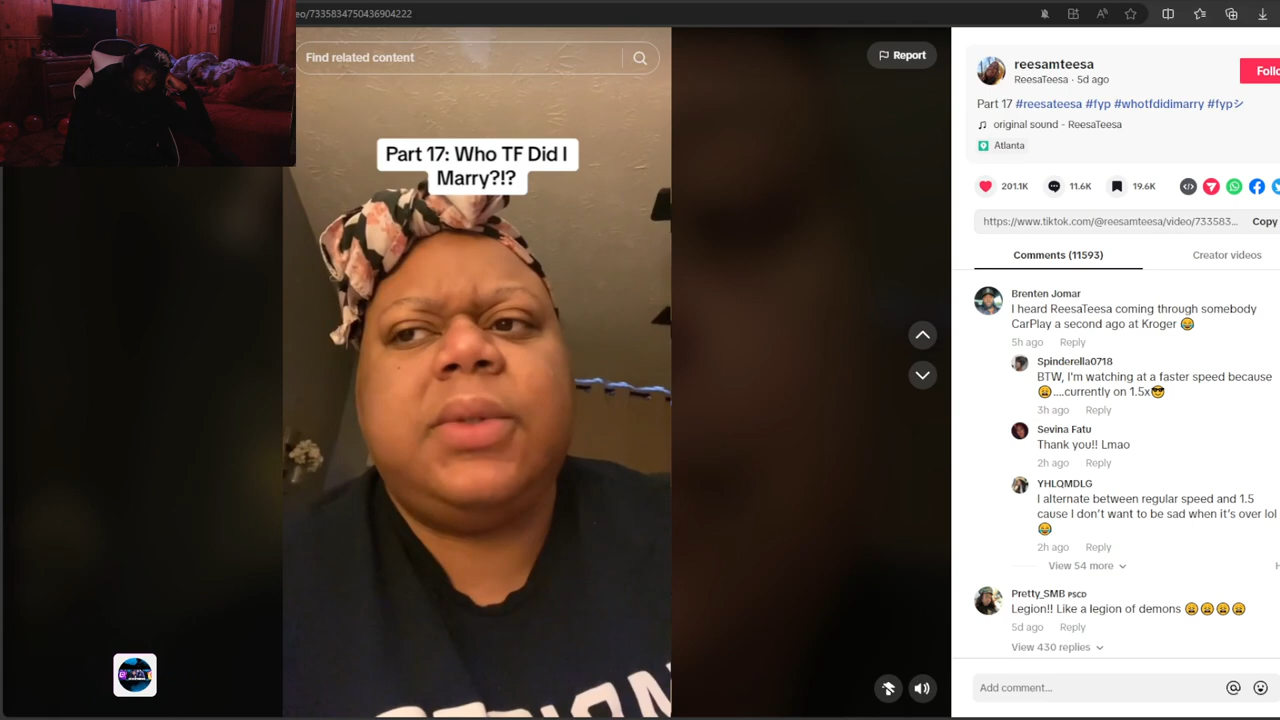 eo/7335834750436904222
Find related content
Report
Part 17: Who TF Did I
Marry?!?
reesamteesa
ReesaTeesa · 5d ago
Part 17 #reesateesa #fyp #whotfdidimarry #fypシ
original sound - ReesaTeesa
Atlanta
201.1K
11.6K
19.6K
https://www.tiktok.com/@reesamteesa/video/733583...
Copy
Comments (11593)
Creator videos
Brenten Jomar
I heard ReesaTeesa coming through somebody
CarPlay a second ago at Kroger 😂
5h ago Reply
Spinderella0718
BTW, I'm watching at a faster speed because
😩....currently on 1.5x😎
3h ago Reply
Sevina Fatu
Thank you!! Lmao
2h ago Reply
YHLQMDLG
I alternate between regular speed and 1.5
cause I don't want to be sad when it's over lol
😂
2h ago Reply
View 54 more
Pretty_SMB PSCD
Legion!! Like a legion of demons 😩😩😩😩
5d ago Reply
View 430 replies
Add comment...